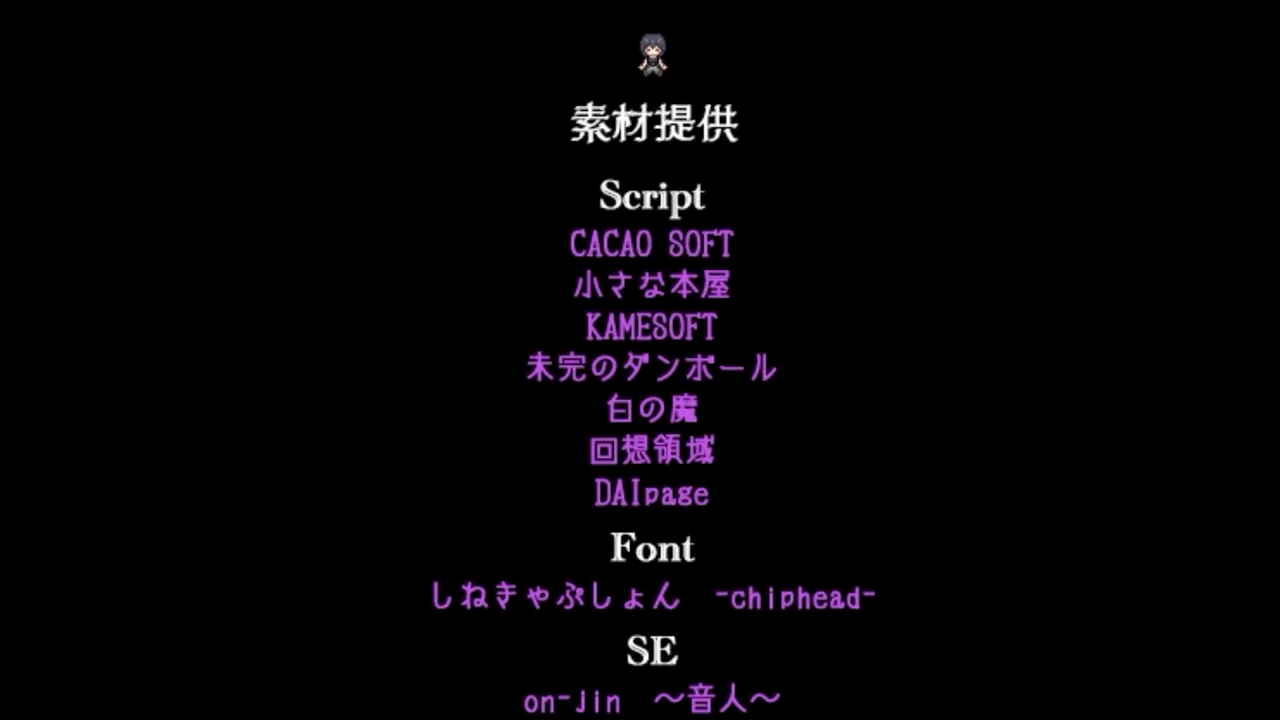 素材提供
Script
CACAO SOFT
小さな本屋
KAMESOFT
未完のダンボール
白の魔
回想領域
DAIpage
Font
しねきゃぷしょん　-chiphead-
SE
on-Jin　～音人～